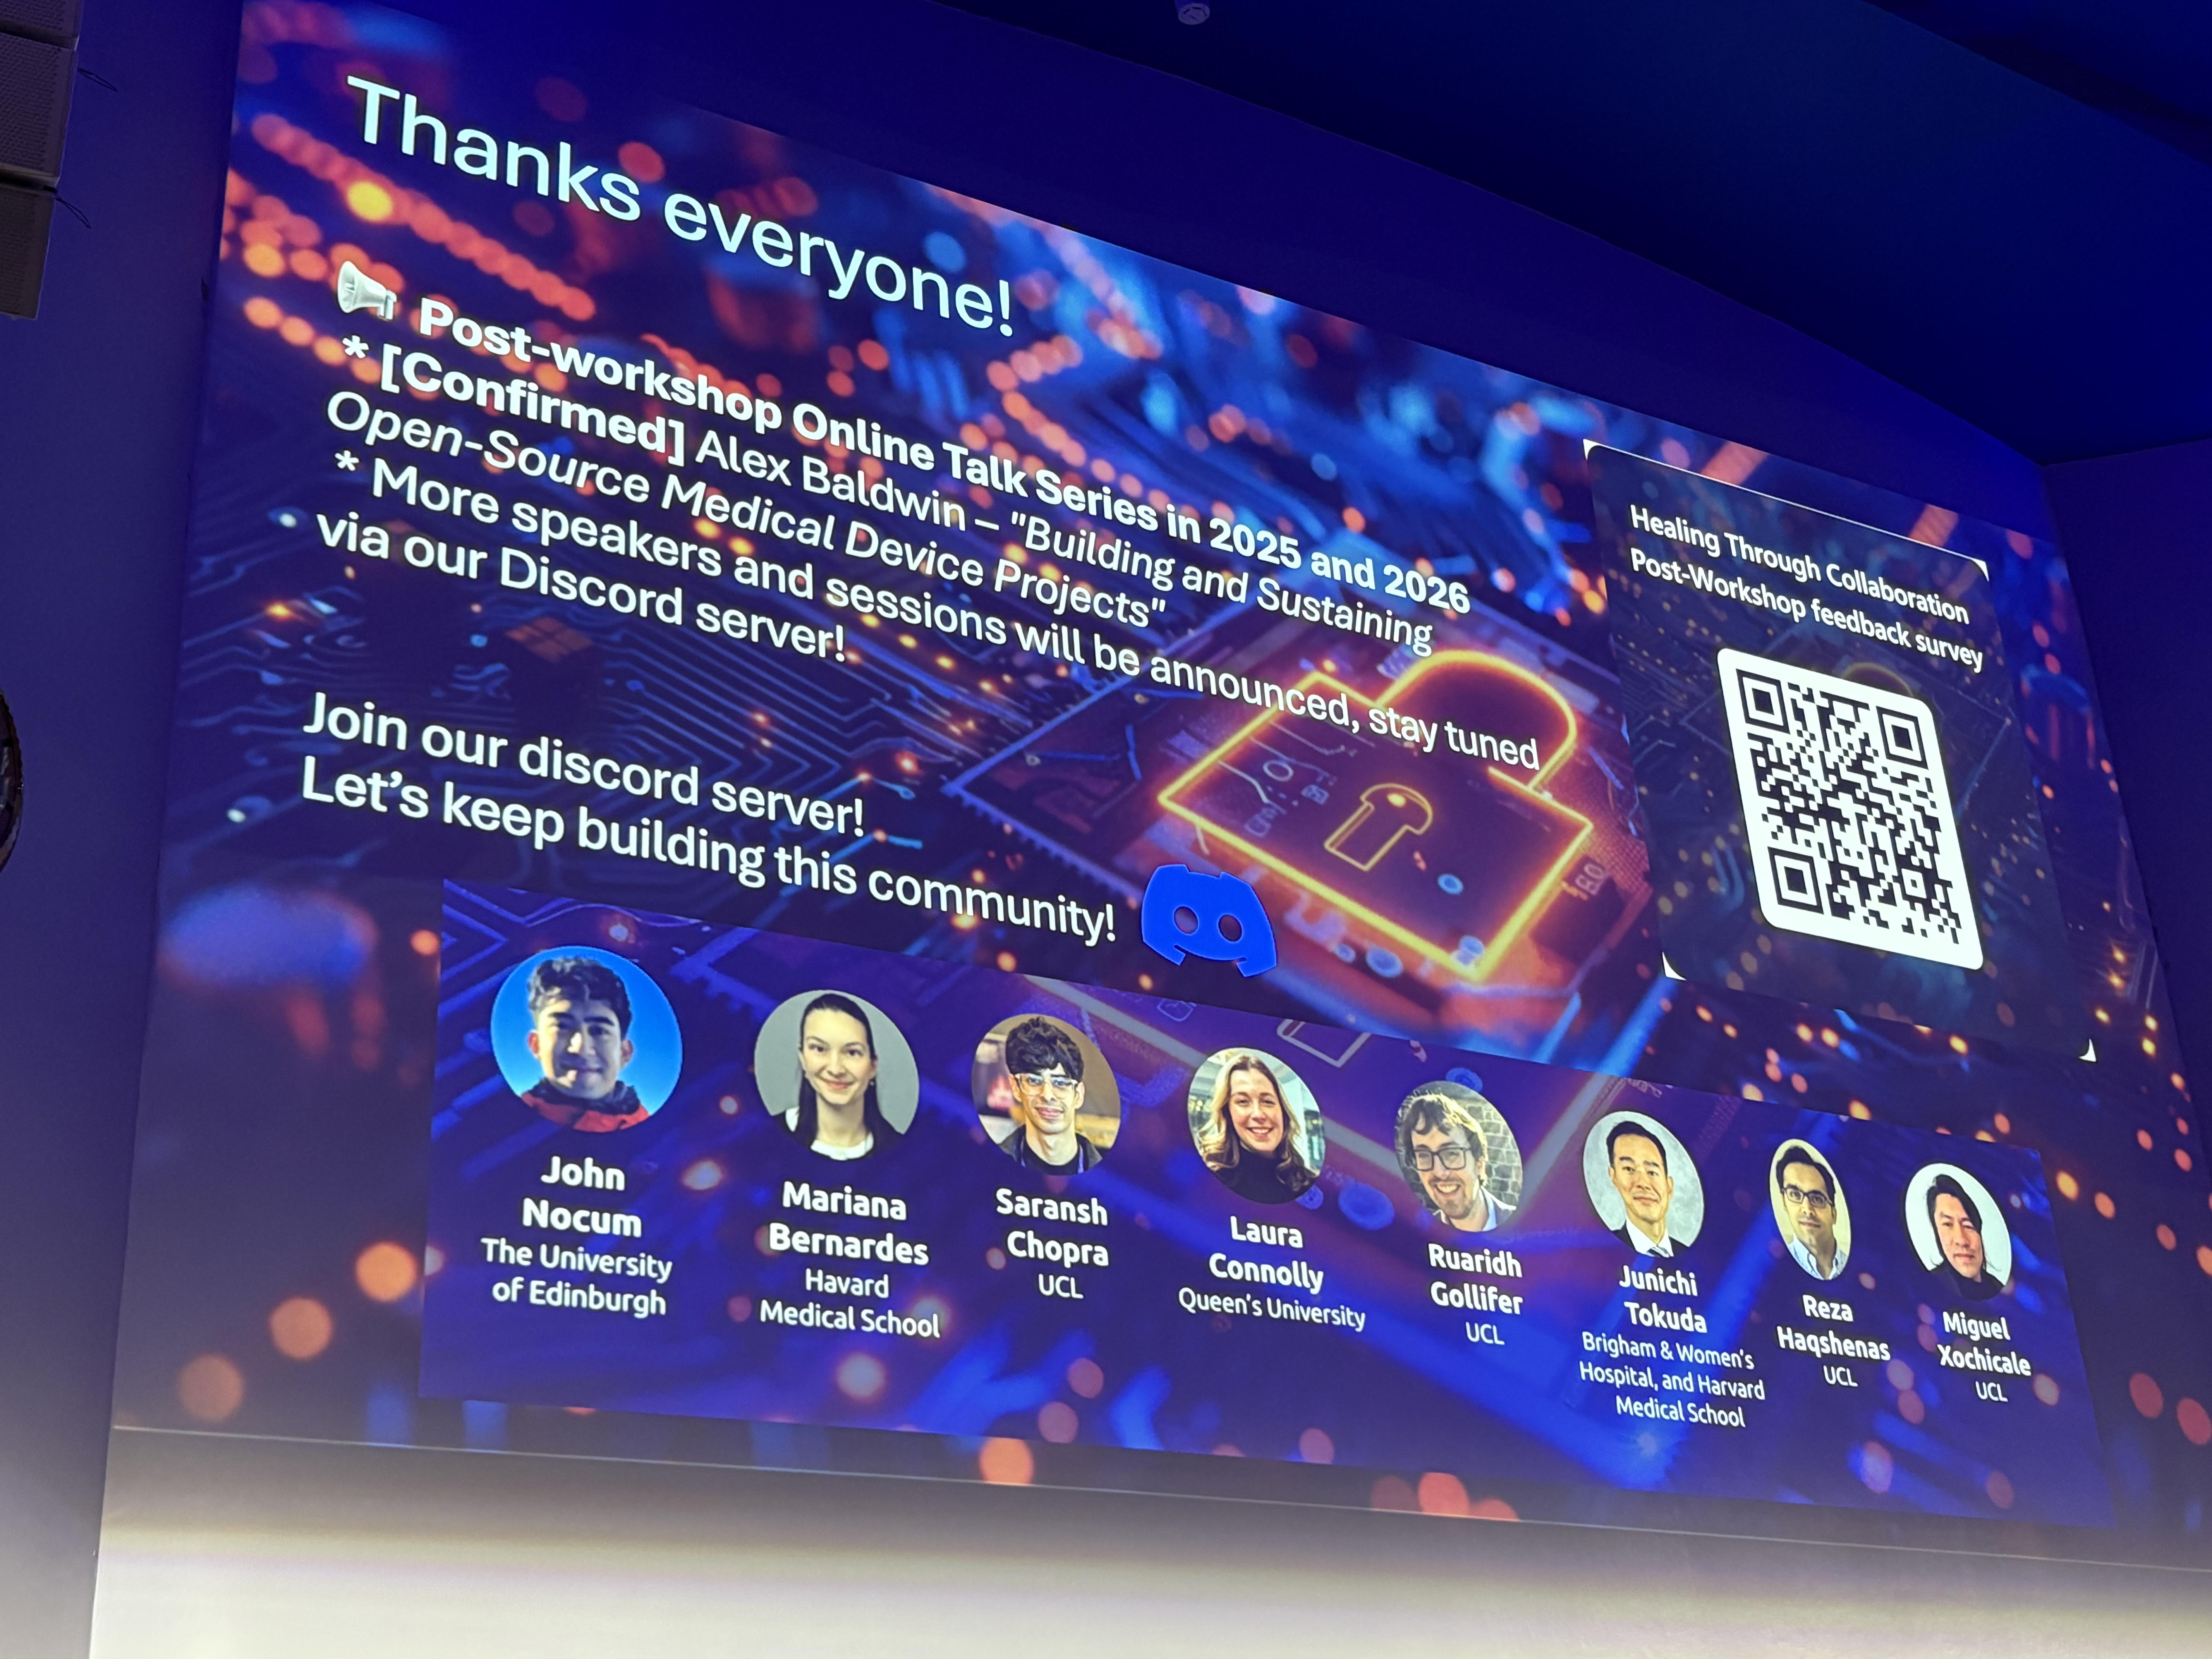 Thanks everyone!
Post-workshop Online Talk Series in 2025 and 2026
* [Confirmed] Alex Baldwin – "Building and Sustaining
Open-Source Medical Device Projects"
* More speakers and sessions will be announced, stay tuned
via our Discord server!
Join our discord server!
Let's keep building this community!
Healing Through Collaboration
Post-Workshop feedback survey
John
Nocum
The University
of Edinburgh
Mariana
Bernardes
Havard
Medical School
Saransh
Chopra
UCL
Laura
Connolly
Queen's University
Ruaridh
Gollifer
UCL
Junichi
Tokuda
Brigham & Women's
Hospital, and Harvard
Medical School
Reza
Haqshenas
UCL
Miguel
Xochicale
UCL